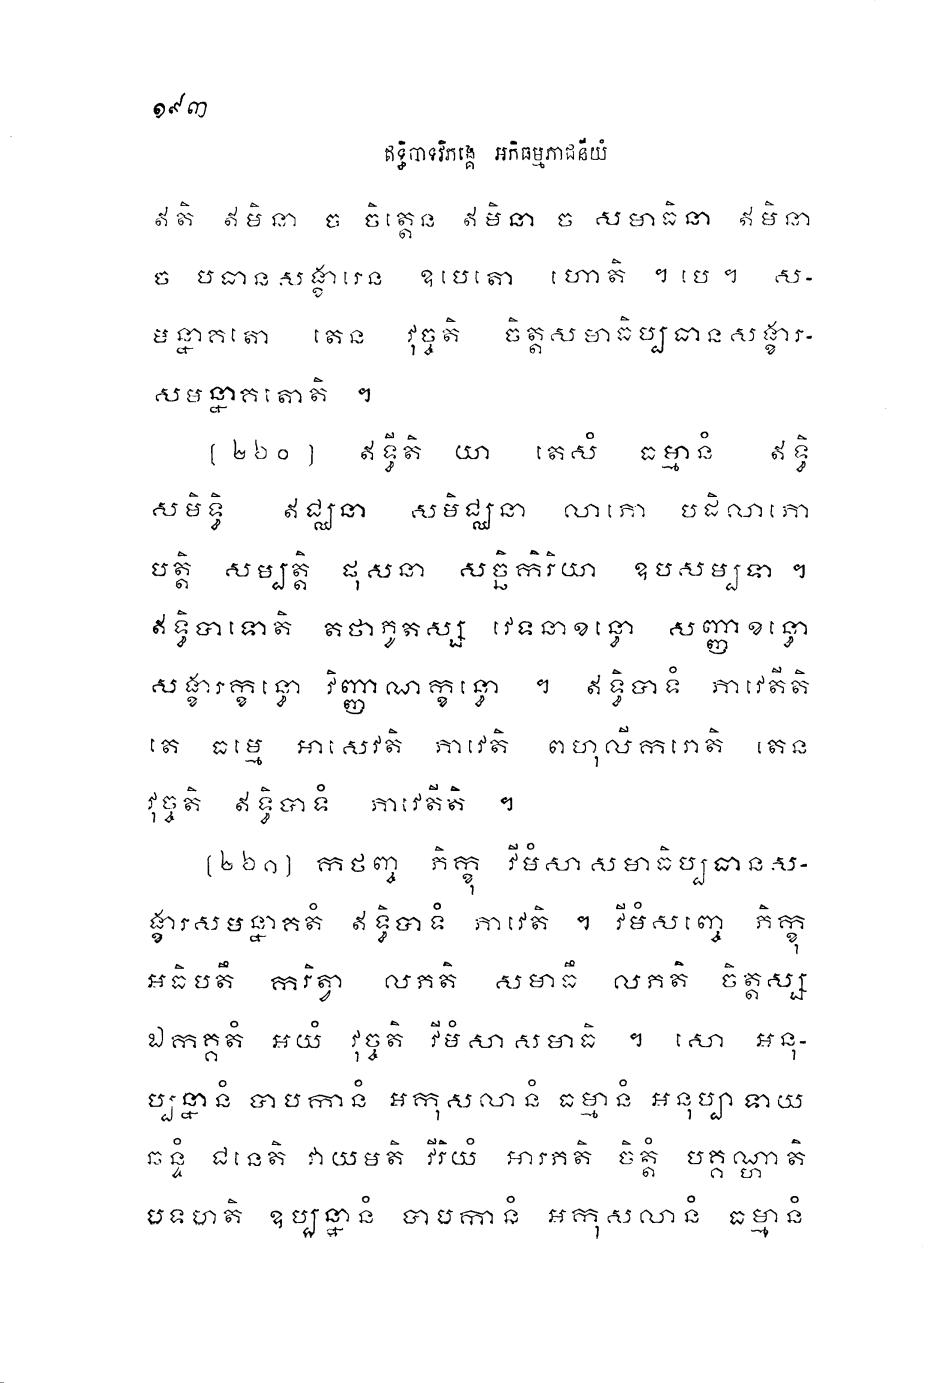 ១៩៣
ឥទ្ធិបាទវិភង្គេ អភិធម្មភាជនីយំ
ឥតិ ឥមិនា ច ចិត្តេន ឥមិនា ច សមាធិនា ឥមិនា
ច បធានសង្ខារេន ឧបេតោ ហោតិ ។ បេ ។ ស-
មន្នាគតោ តេន វុច្ចតិ ចិត្តសមាធិប្បធានសង្ខារ-
សមន្នាគតោតិ ។
(២៦០) ឥទ្ធីតិ យា តេសំ ធម្មានំ ឥទ្ធិ
សមិទ្ធិ ឥជ្ឈនា សមិជ្ឈនា លាភោ បដិលាភោ
បត្តិ សម្បត្តិ ផុសនា សច្ឆិកិរិយា ឧបសម្បទា ។
ឥទ្ធិបាទោតិ តថាភូតស្ស វេទនាខន្ធោ សញ្ញាខន្ធោ
សង្ខារក្ខន្ធោ វិញ្ញាណក្ខន្ធោ ។ ឥទ្ធិបាទំ ភាវេតីតិ
តេ ធម្មេ អាសេវតិ ភាវេតិ ពហុលីករោតិ តេន
វុច្ចតិ ឥទ្ធិបាទំ ភាវេតីតិ ។
(២៦១) កថញ្ច ភិក្ខុ វីមំសាសមាធិប្បធានស-
ង្ខារសមន្នាគតំ ឥទ្ធិបាទំ ភាវេតិ ។ វីមំសញ្ចេ ភិក្ខុ
អធិបតឹ ករិត្វា លភតិ សមាធឹ លភតិ ចិត្តស្ស
ឯកគ្គតំ អយំ វុច្ចតិ វីមំសាសមាធិ ។ សោ អនុ-
ប្បន្នានំ បាបកានំ អកុសលានំ ធម្មានំ អនុប្បាទាយ
ឆន្ទំ ជនេតិ វាយមតិ វីរិយំ អារភតិ ចិត្តំ បគ្គណ្ហាតិ
បទហតិ ឧប្បន្នានំ បាបកានំ អកុសលានំ ធម្មានំ